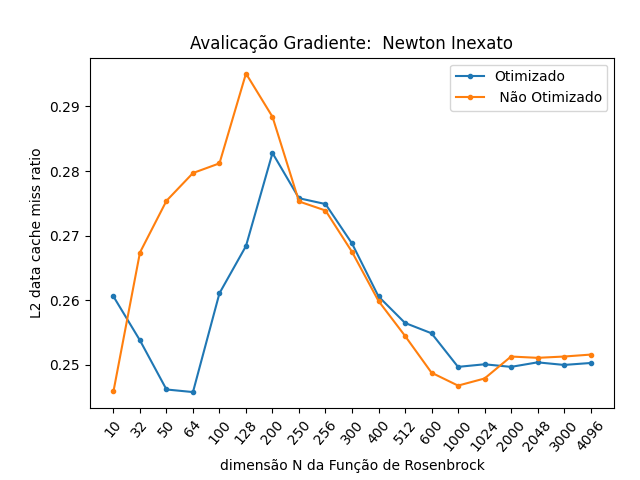 Avalicação Gradiente:  Newton Inexato
Otimizado
Não Otimizado
L2 data cache miss ratio
0.29
0.28
0.27
0.26
0.25
10 32 50 64 100 128 200 250 256 300 400 512 600 1000 1024 2000 2048 3000 4096
dimensão N da Função de Rosenbrock